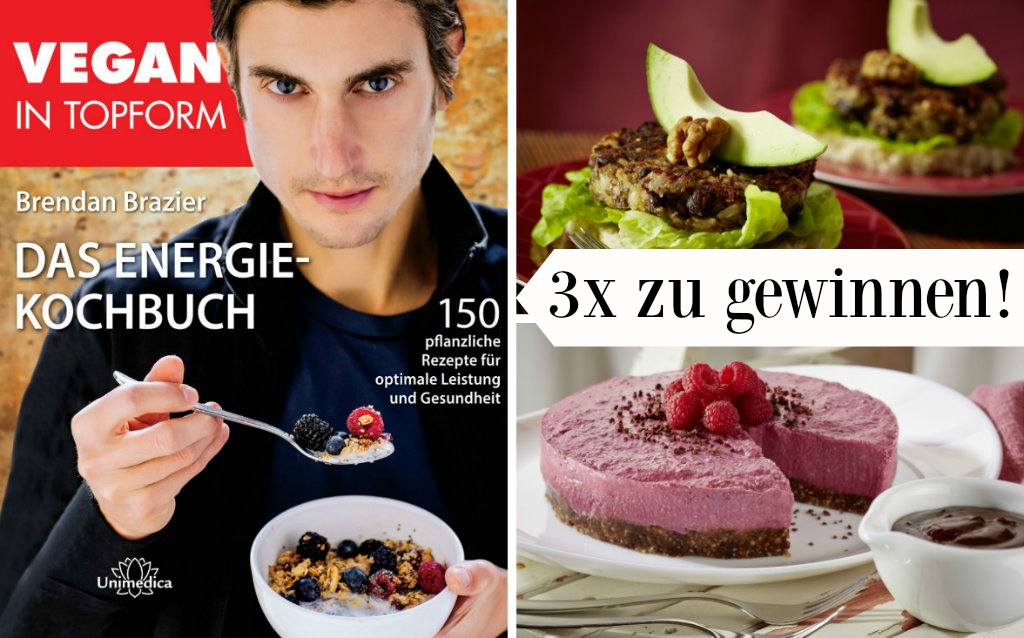 VEGAN
IN TOPFORM
Brendan Brazier
DAS ENERGIE-
KOCHBUCH
150
pflanzliche
Rezepte für
optimale Leistung
und Gesundheit
Unimedica
3x zu gewinnen!